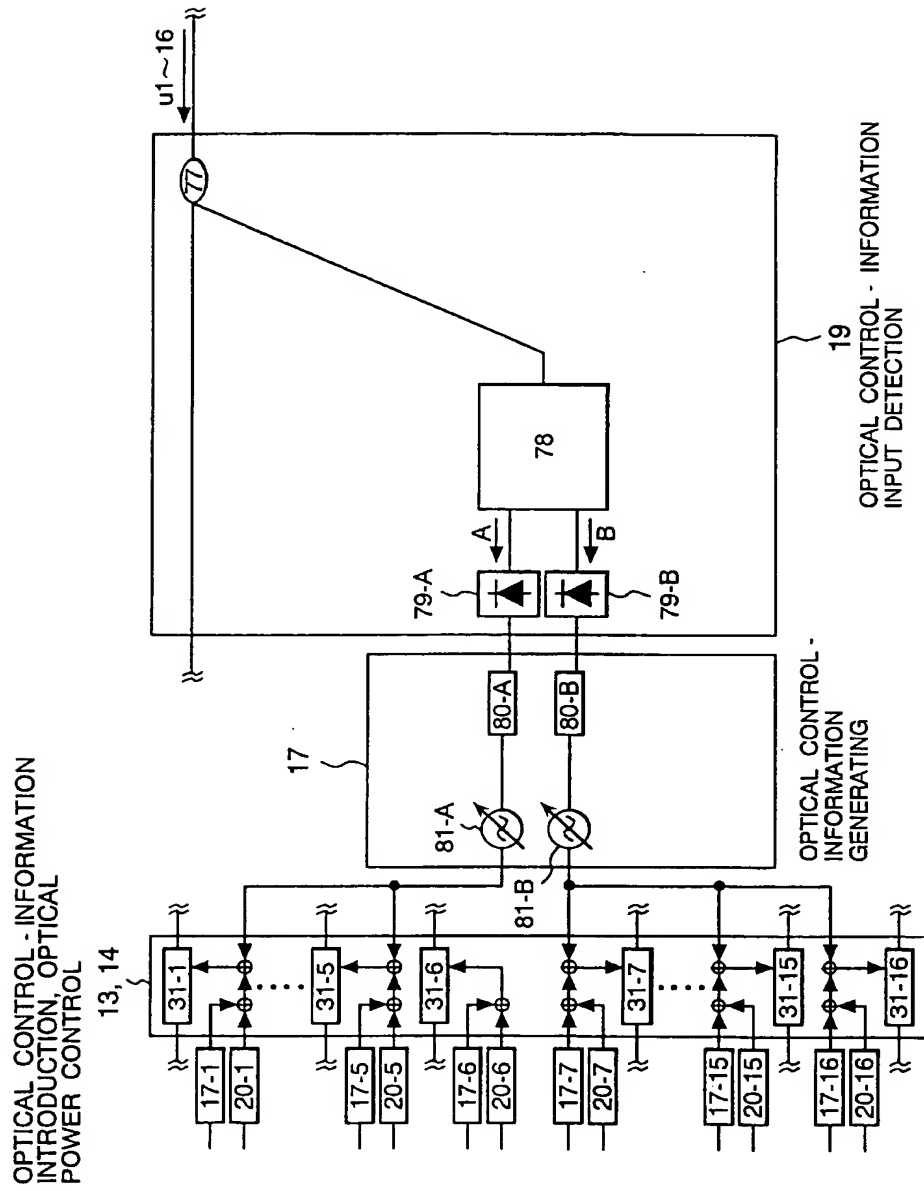 OPTICAL CONTROL - INFORMATION
INTRODUCTION, OPTICAL
POWER CONTROL
13, 14
17-1
20-1
31-1
17-5
20-5
31-5
17-6
20-6
31-6
17-7
20-7
31-7
17-15
20-15
31-15
17-16
20-16
31-16
17
81-A
81-B
80-A
80-B
OPTICAL CONTROL -
INFORMATION
GENERATING
79-A
79-B
A
B
78
77
u1~16
19
OPTICAL CONTROL - INFORMATION
INPUT DETECTION